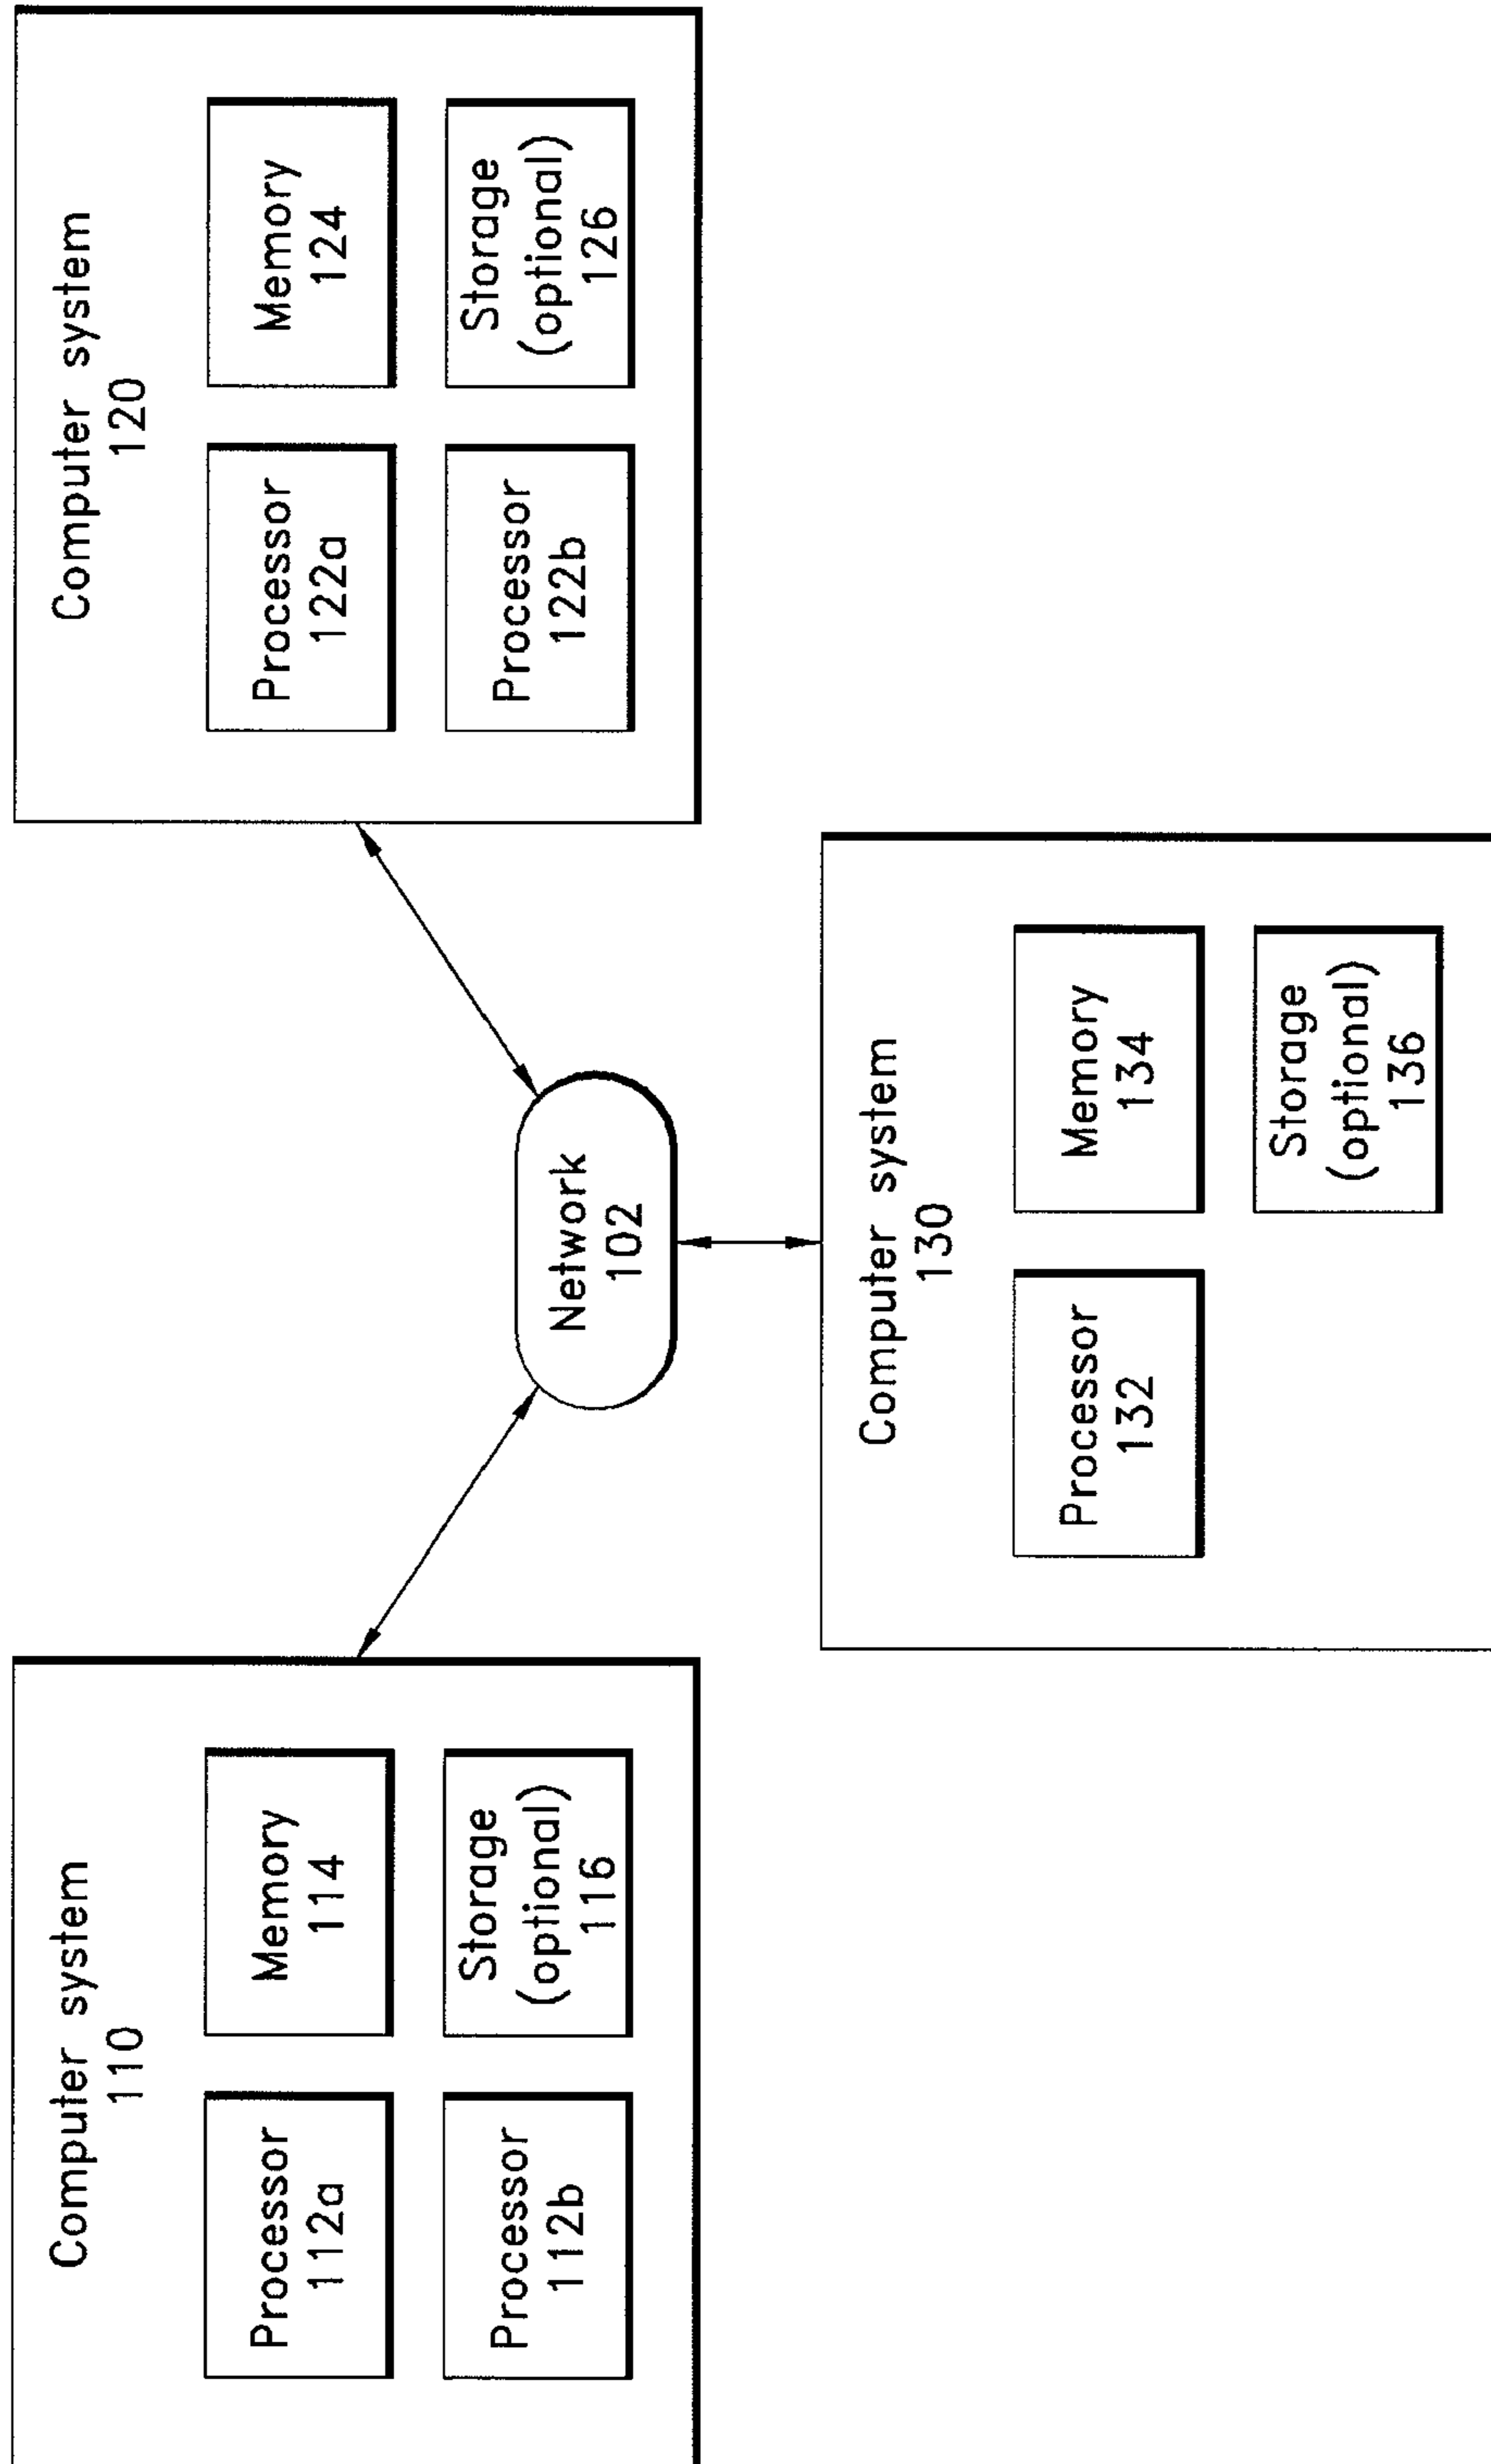 Computer system
110
Processor
112a
Memory
114
Processor
112b
Storage
(optional)
116
Network
102
Computer system
120
Processor
122a
Memory
124
Processor
122b
Storage
(optional)
126
Computer system
130
Processor
132
Memory
134
Storage
(optional)
136